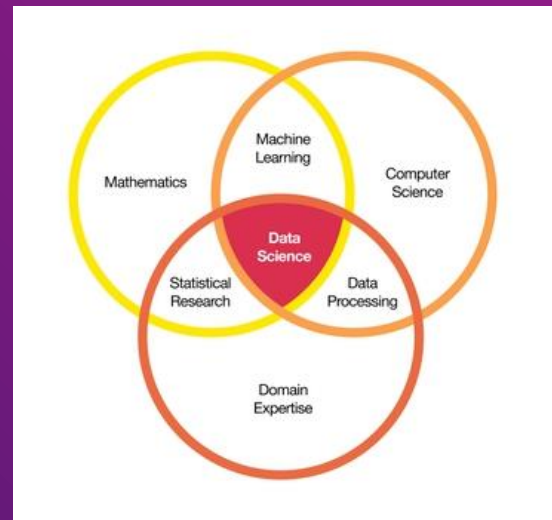 Machine
Learning
Mathematics
Computer
Science
Data
Science
Statistical
Research
Data
Processing
Domain
Expertise